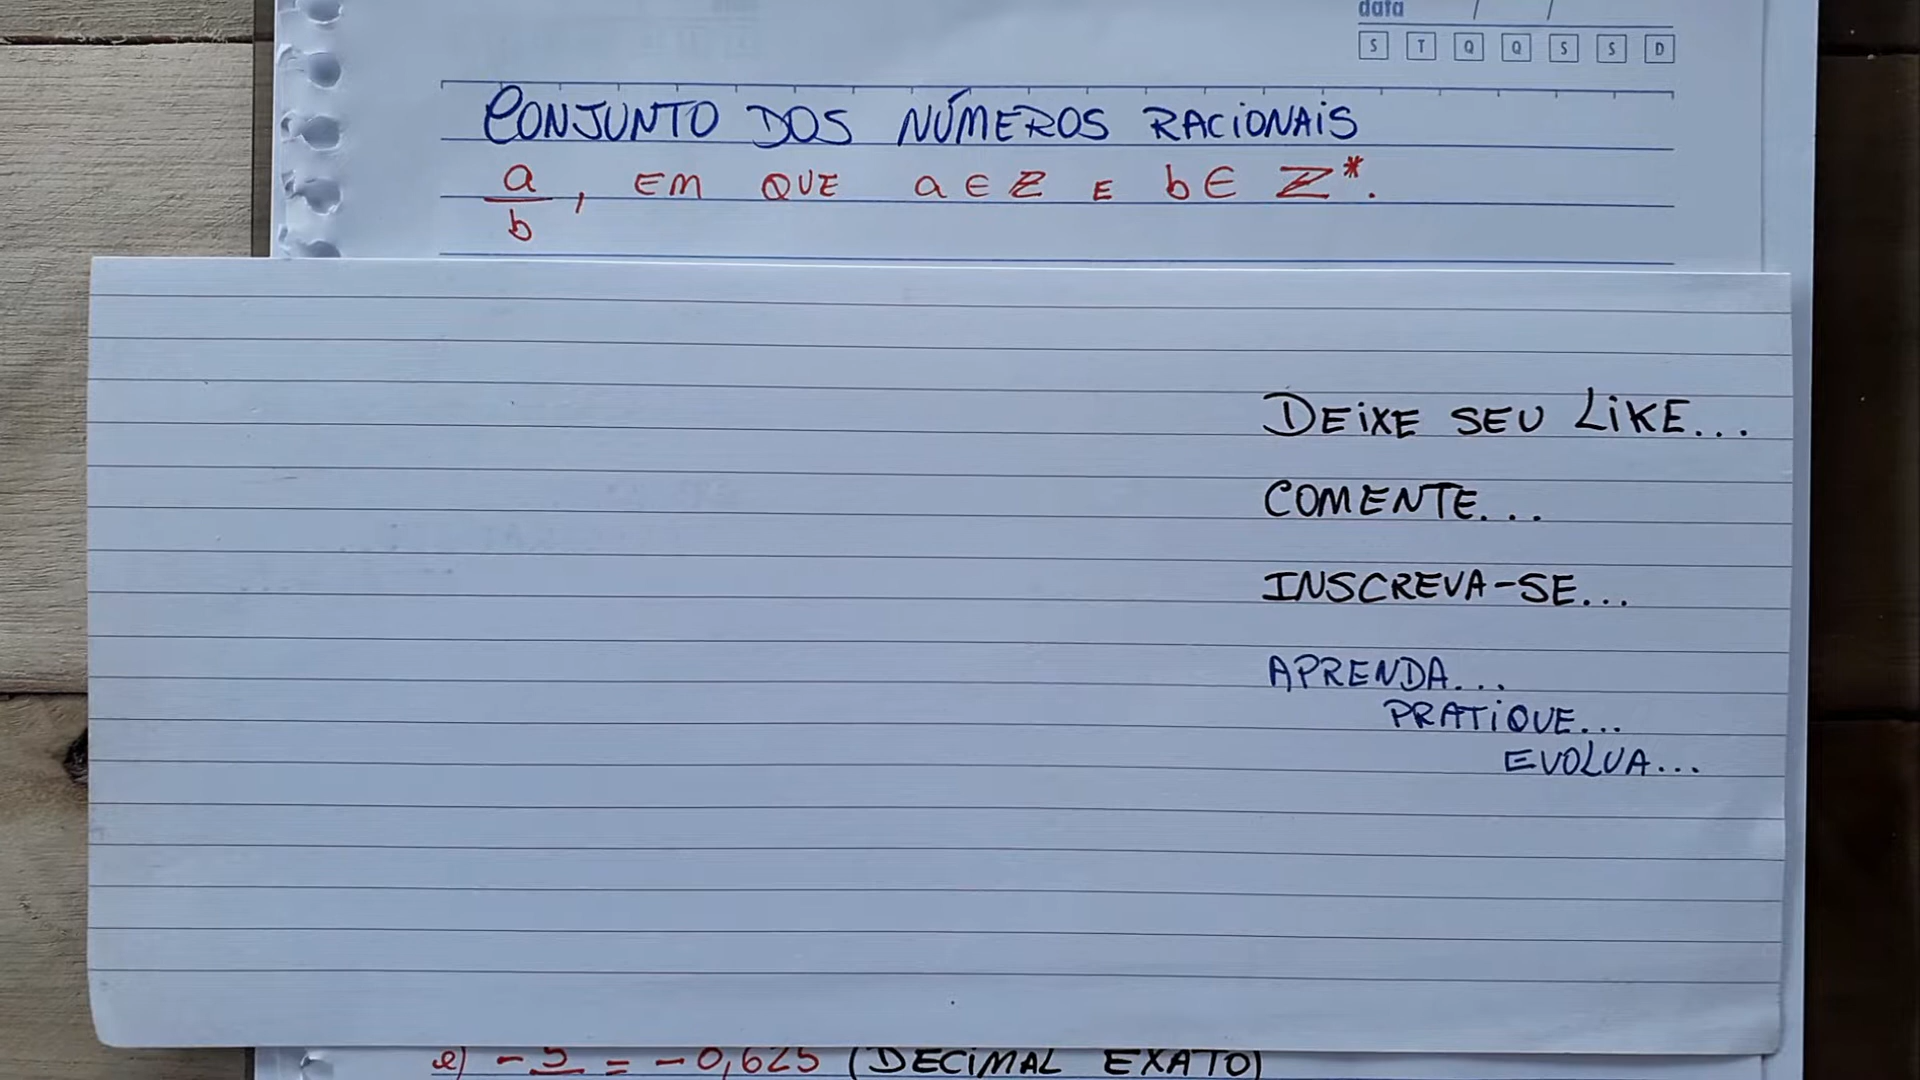 data / /
S T Q Q S S D
CONJUNTO DOS NÚMEROS RACIONAIS
a/b, EM QUE a ∈ Z E b ∈ Z*.
DEIXE SEU LIKE...
COMENTE...
INSCREVA-SE...
APRENDA...
PRATIQUE...
EVOLUA...
e) - 5 = -0,625 (DECIMAL EXATO)